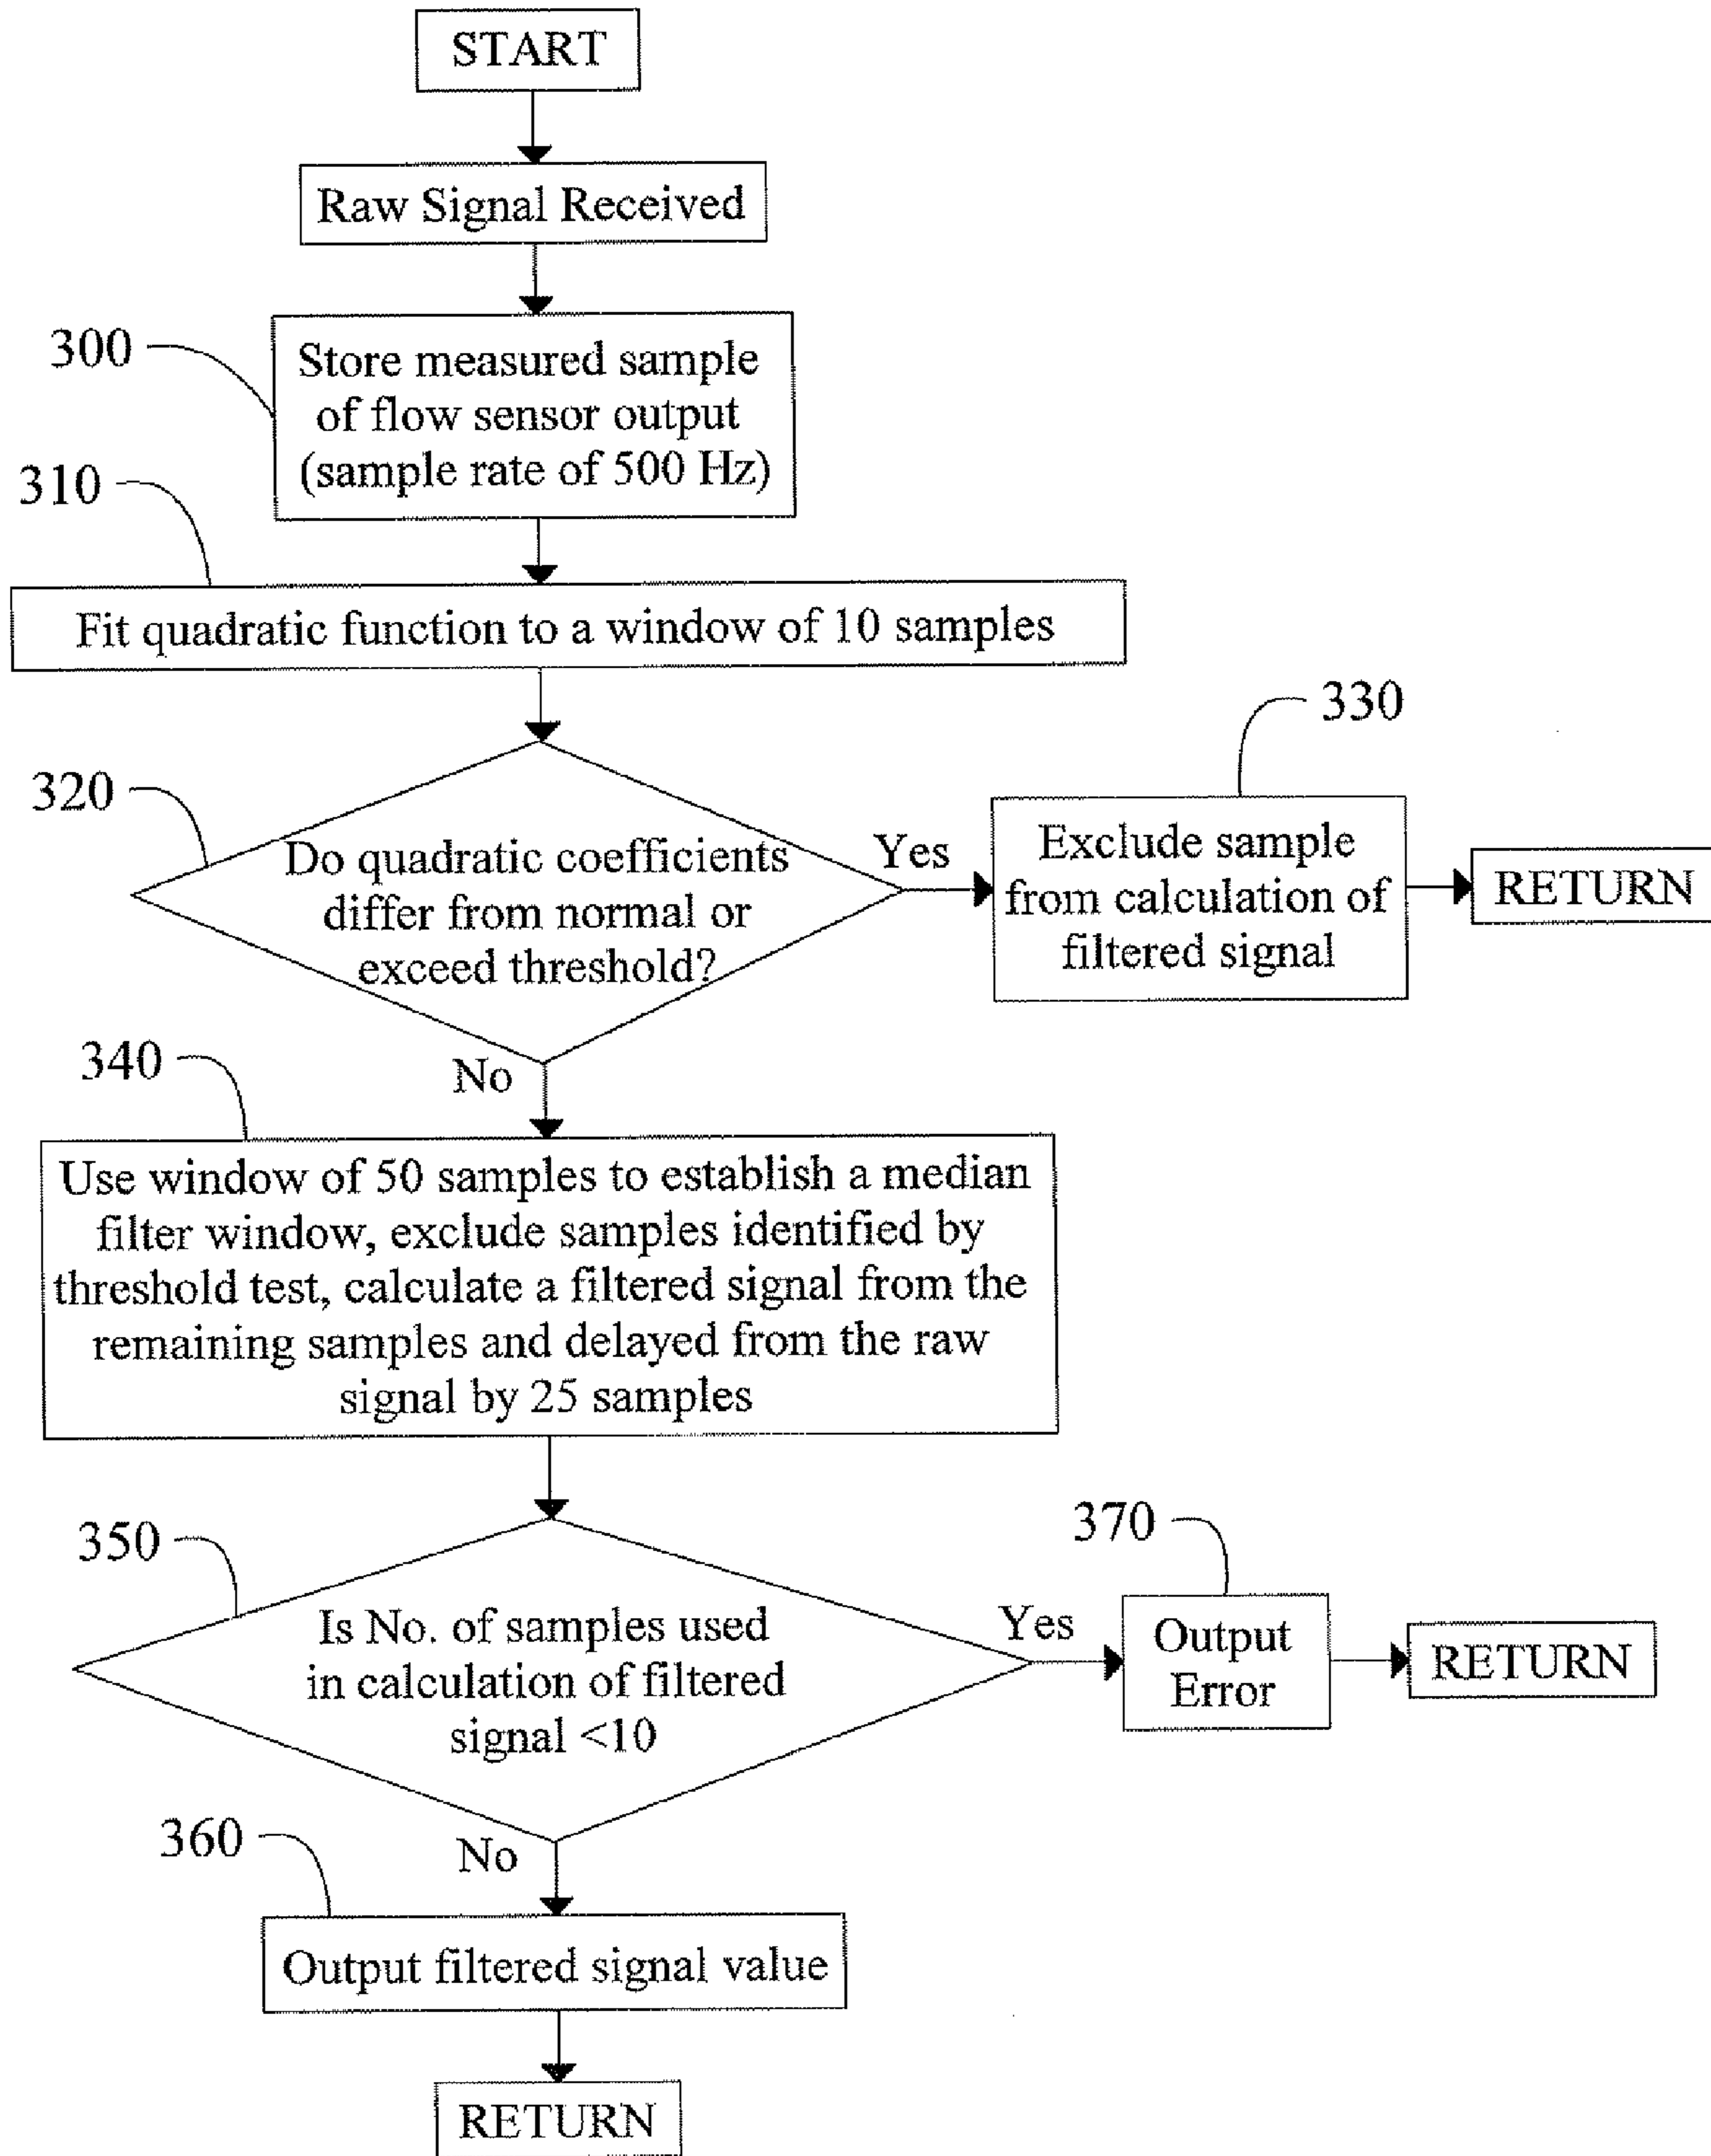 START
Raw Signal Received
300
Store measured sample
of flow sensor output
(sample rate of 500 Hz)
310
Fit quadratic function to a window of 10 samples
320
Do quadratic coefficients
differ from normal or
exceed threshold?
Yes
330
Exclude sample
from calculation of
filtered signal
RETURN
No
340
Use window of 50 samples to establish a median
filter window, exclude samples identified by
threshold test, calculate a filtered signal from the
remaining samples and delayed from the raw
signal by 25 samples
350
Is No. of samples used
in calculation of filtered
signal <10
Yes
370
Output
Error
RETURN
No
360
Output filtered signal value
RETURN